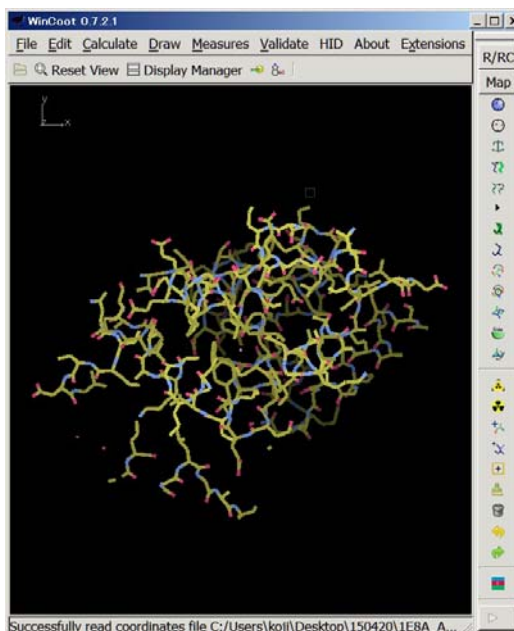 WinCoot 0.7.2.1
File Edit Calculate Draw Measures Validate HID About Extensions
Reset View Display Manager
R/RC
Map
y
x
z
Successfully read coordinates file C:/Users\koji\Desktop\150420\1E8A_A...